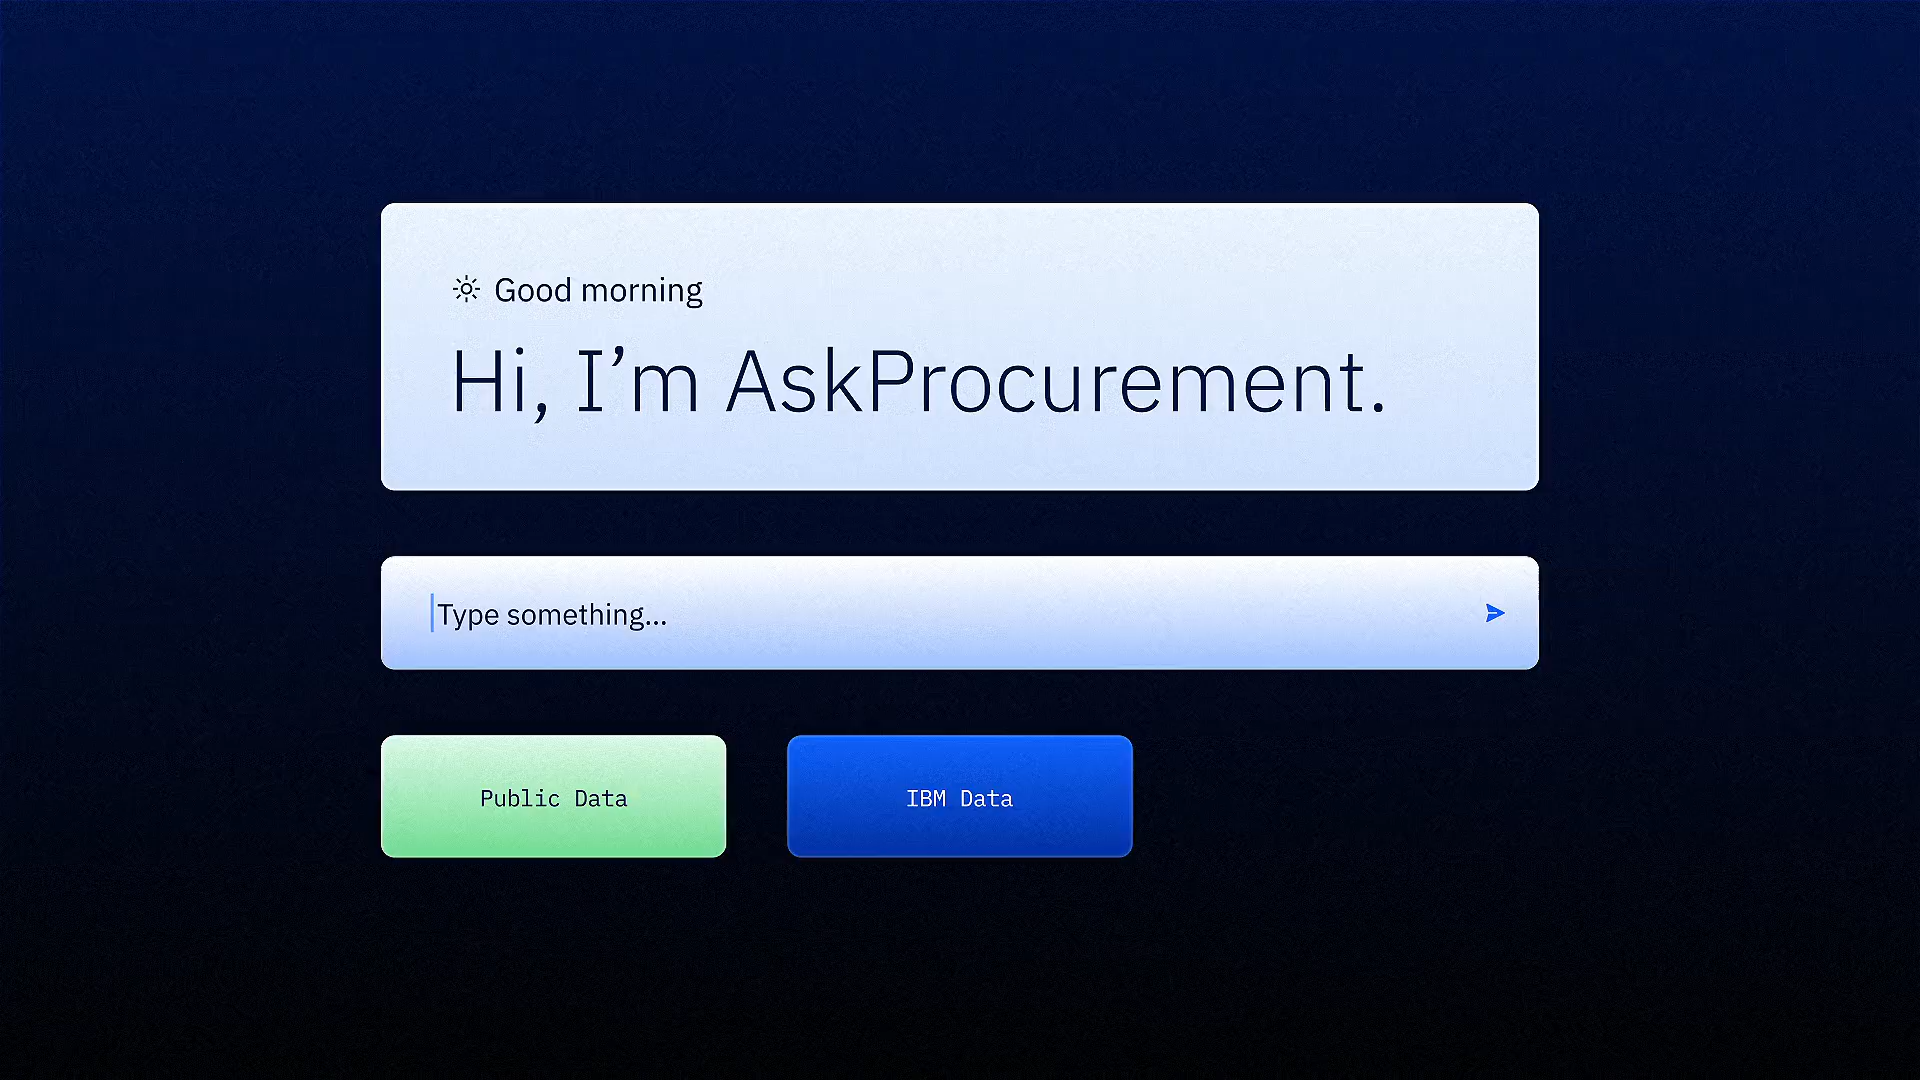 Good morning
Hi, I’m AskProcurement.
Type something...
Public Data
IBM Data